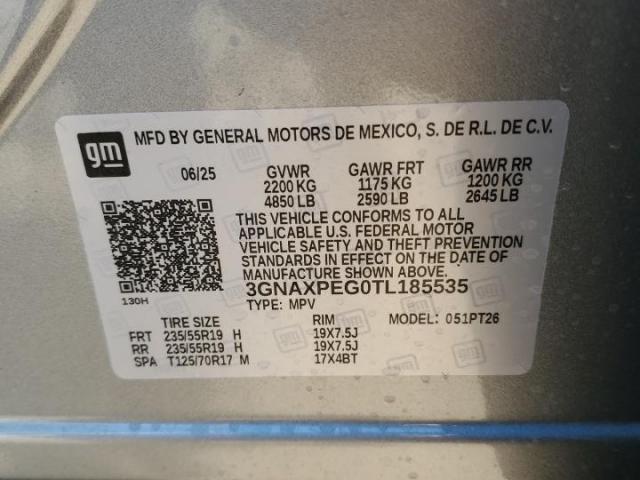 gm
MFD BY GENERAL MOTORS DE MEXICO, S. DE R.L. DE C.V.
06/25 GVWR GAWR FRT GAWR RR
2200 KG 1175 KG 1200 KG
4850 LB 2590 LB 2645 LB
THIS VEHICLE CONFORMS TO ALL
APPLICABLE U.S. FEDERAL MOTOR
VEHICLE SAFETY AND THEFT PREVENTION
STANDARDS IN EFFECT ON THE DATE OF
MANUFACTURE SHOWN ABOVE.
130H 3GNAXPEG0TL185535
TYPE: MPV
TIRE SIZE RIM MODEL: 051PT26
FRT 235/55R19 H 19X7.5J
RR 235/55R19 H 19X7.5J
SPA T125/70R17 M 17X4BT